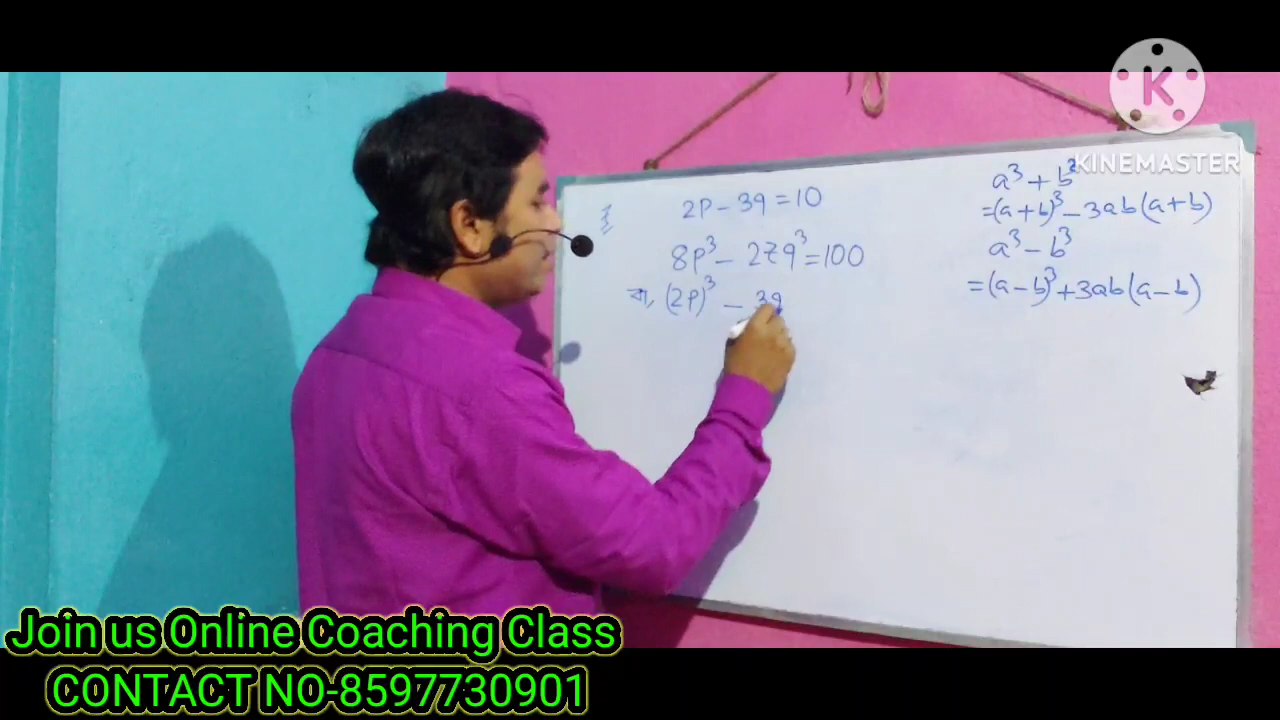 KINEMASTER
2P - 3q = 10
8P³ - 27q³ = 100
বা, (2P)³ - 3q
a³ + b³
= (a + b)³ - 3ab(a + b)
a³ - b³
= (a - b)³ + 3ab(a - b)
Join us Online Coaching Class
CONTACT NO-8597730901